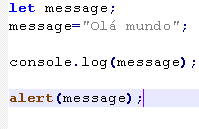 let message;
message="Olá mundo";
console.log(message);
alert(message);